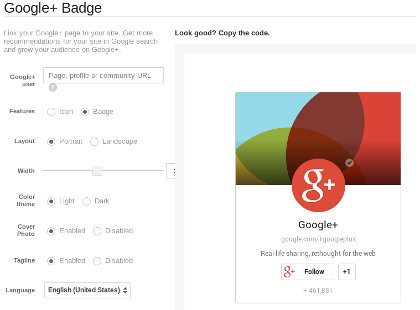 Google+ Badge
Link your Google+ page to your site. Get more
recommendations for your site in Google search
and grow your audience on Google+.
Google+
user
Page, profile or community URL
?
Features
Icon
Badge
Layout
Portrait
Landscape
Width
Color
theme
Light
Dark
Cover
Photo
Enabled
Disabled
Tagline
Enabled
Disabled
Language
English (United States)
Look good? Copy the code.
g+
Google+
google.com/+googleplus
Real-life sharing, rethought for the web
g+ Follow
+1